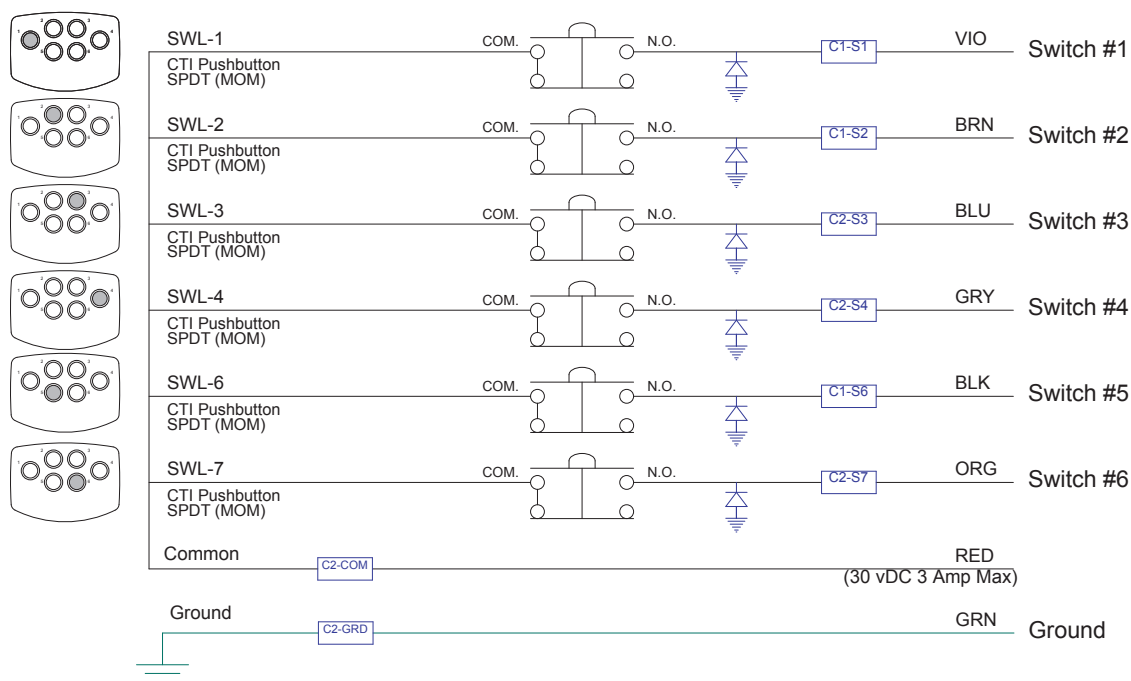 SWL-1 COM. N.O. C1-S1 VIO Switch #1
CTI Pushbutton
SPDT (MOM)
SWL-2 COM. N.O. C1-S2 BRN Switch #2
CTI Pushbutton
SPDT (MOM)
SWL-3 COM. N.O. C2-S3 BLU Switch #3
CTI Pushbutton
SPDT (MOM)
SWL-4 COM. N.O. C2-S4 GRY Switch #4
CTI Pushbutton
SPDT (MOM)
SWL-6 COM. N.O. C1-S6 BLK Switch #5
CTI Pushbutton
SPDT (MOM)
SWL-7 COM. N.O. C2-S7 ORG Switch #6
CTI Pushbutton
SPDT (MOM)
Common C2-COM RED
(30 vDC 3 Amp Max)
Ground C2-GRD GRN Ground